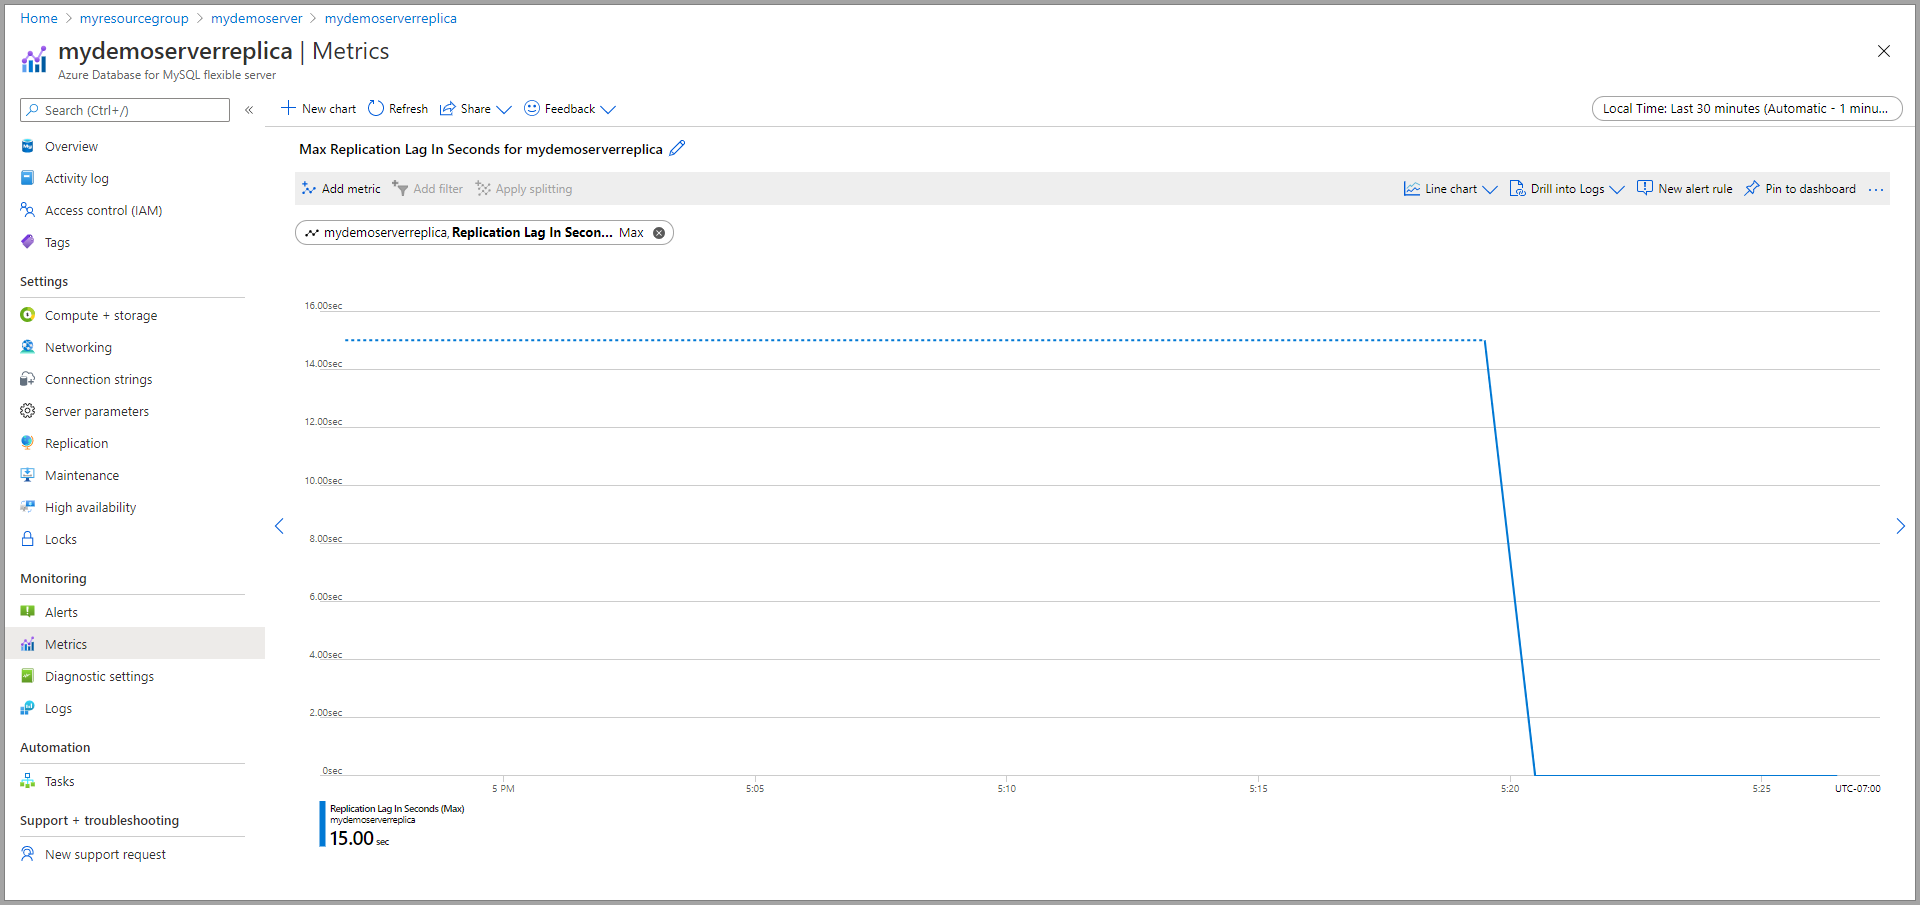 Home > myresourcegroup > mydemoserver > mydemoserverreplica
mydemoserverreplica | Metrics
Azure Database for MySQL flexible server
Search (Ctrl+/)
«
Overview
Activity log
Access control (IAM)
Tags
Settings
Compute + storage
Networking
Connection strings
Server parameters
Replication
Maintenance
High availability
Locks
Monitoring
Alerts
Metrics
Diagnostic settings
Logs
Automation
Tasks
Support + troubleshooting
New support request
New chart Refresh Share Feedback
Local Time: Last 30 minutes (Automatic - 1 minu...
Max Replication Lag In Seconds for mydemoserverreplica
Add metric Add filter Apply splitting Line chart Drill into Logs New alert rule Pin to dashboard ...
mydemoserverreplica, Replication Lag In Secon... Max
16.00sec
14.00sec
12.00sec
10.00sec
8.00sec
6.00sec
4.00sec
2.00sec
0sec
5 PM 5:05 5:10 5:15 5:20 5:25 UTC-07:00
Replication Lag In Seconds (Max)
mydemoserverreplica
15.00 sec